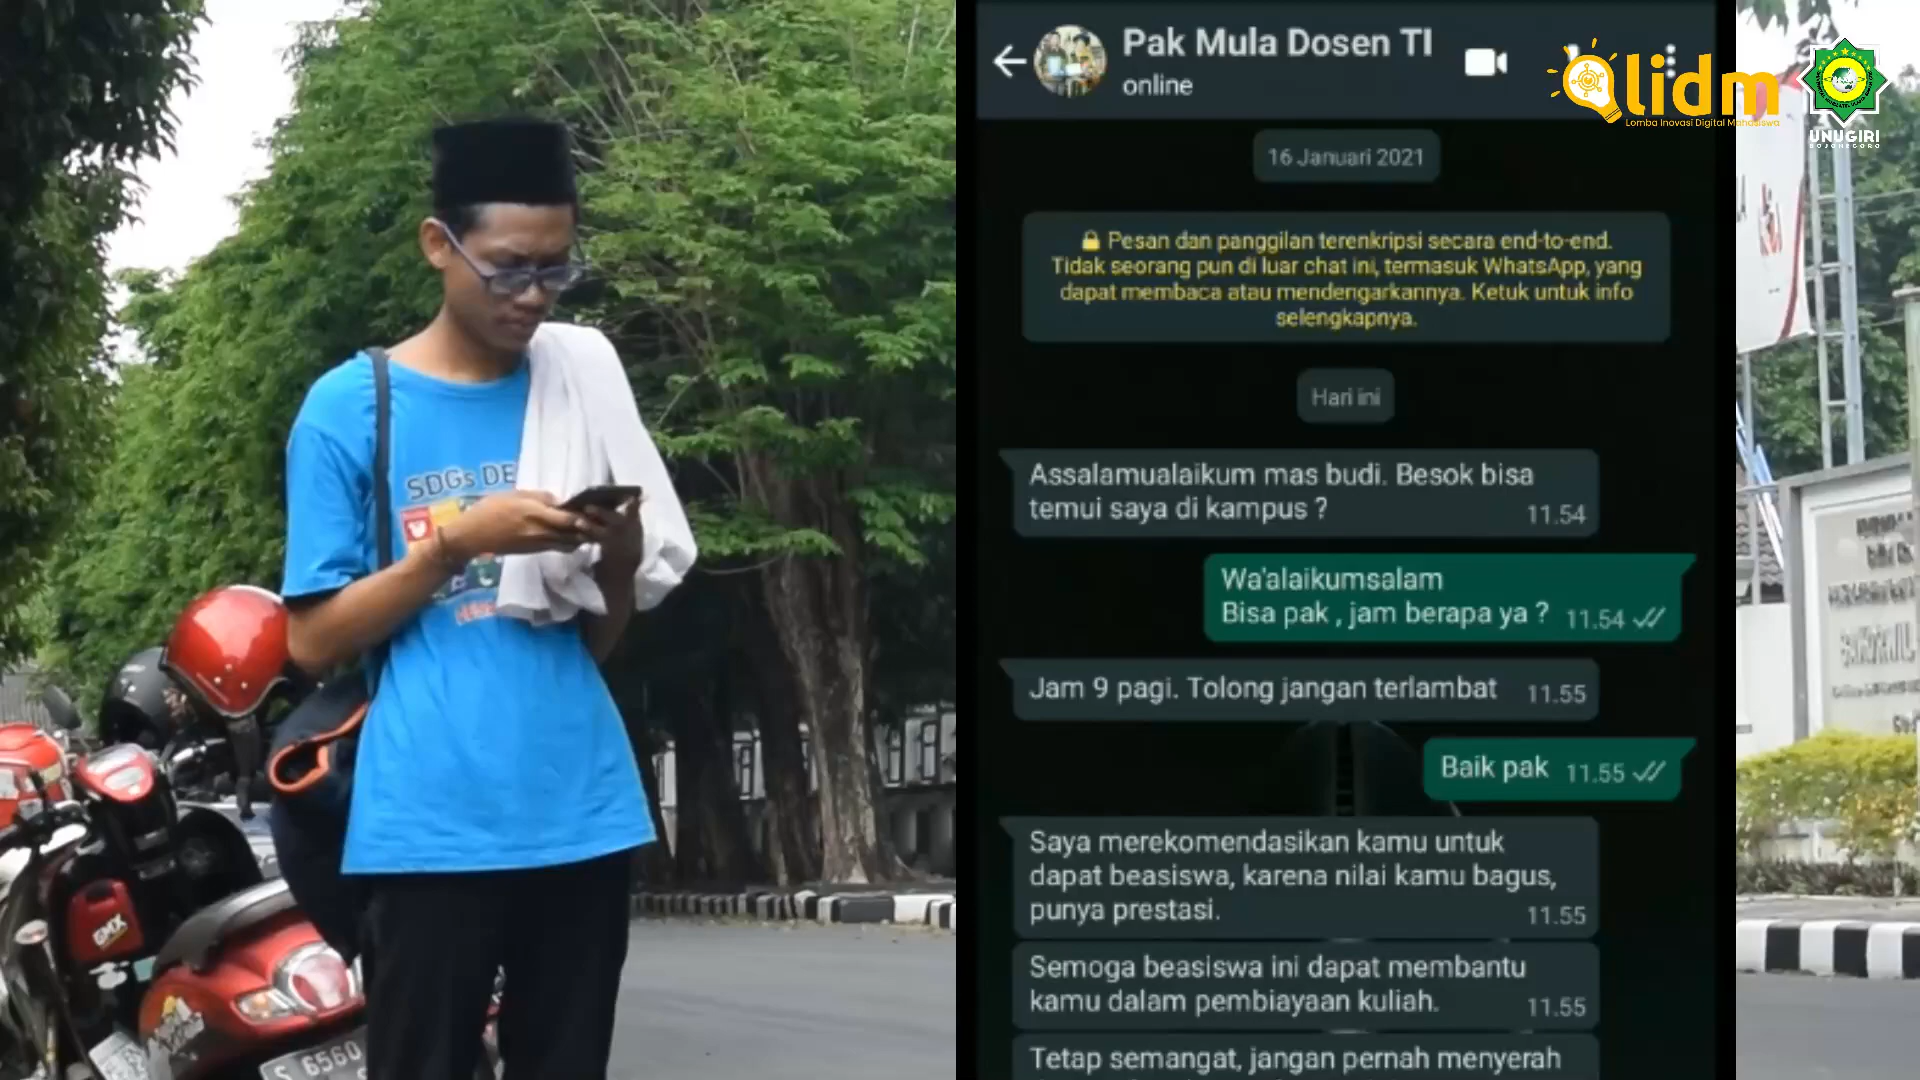 Pak Mula Dosen TI
online
lidm
Lomba Inovasi Digital Mahasiswa
UNUGIRI
BOJONEGORO
16 Januari 2021
Pesan dan panggilan terenkripsi secara end-to-end.
Tidak seorang pun di luar chat ini, termasuk WhatsApp, yang
dapat membaca atau mendengarkannya. Ketuk untuk info
selengkapnya.
Hari ini
Assalamualaikum mas budi. Besok bisa
temui saya di kampus ?
11.54
Wa'alaikumsalam
Bisa pak , jam berapa ya ? 11.54
Jam 9 pagi. Tolong jangan terlambat 11.55
Baik pak 11.55
Saya merekomendasikan kamu untuk
dapat beasiswa, karena nilai kamu bagus,
punya prestasi.
11.55
Semoga beasiswa ini dapat membantu
kamu dalam pembiayaan kuliah.
11.55
Tetap semangat, jangan pernah menyerah
SDGs DE
GMX
S 6560